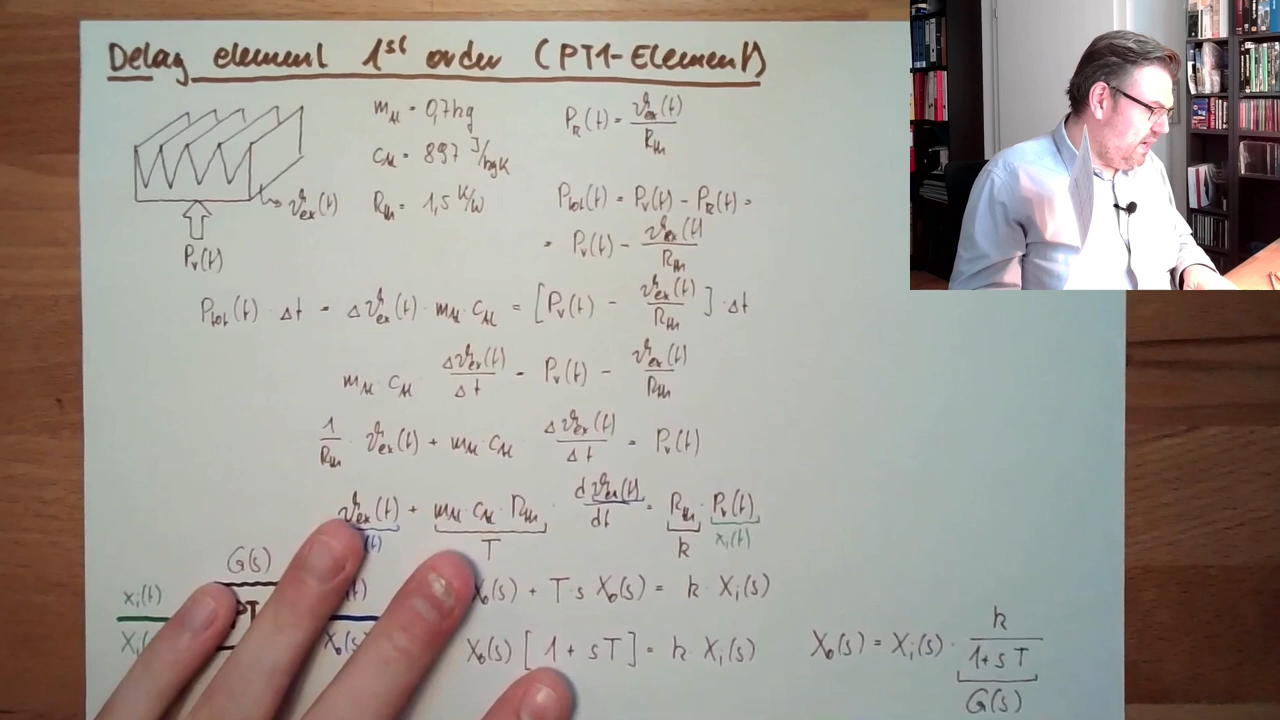 Delay element 1st order (PT1-Element)
m_M = 0,7kg
P_R(t) = ϑ_ex(t) / R_th
c_M = 897 J/kgK
ϑ_ex(t)
R_th = 1,5 K/W
P_tot(t) = P_v(t) - P_R(t) =
= P_v(t) - ϑ_ex(t) / R_th
P_v(t)
P_tot(t) · Δt = Δϑ_ex(t) · m_M c_M = [P_v(t) - ϑ_ex(t) / R_th] · Δt
m_M c_M Δϑ_ex(t) / Δt = P_v(t) - ϑ_ex(t) / R_th
1 / R_th · ϑ_ex(t) + m_M c_M Δϑ_ex(t) / Δt = P_v(t)
ϑ_ex(t) + m_M c_M R_th · dϑ_ex(t) / dt = R_th · P_v(t)
T k x_i(t)
G(s)
x_i(t)
X_o(s) + T s X_o(s) = k · X_i(s)
PT
X_o(s) [1 + sT] = k · X_i(s)
X_o(s) = X_i(s) · k / 1+sT
G(s)